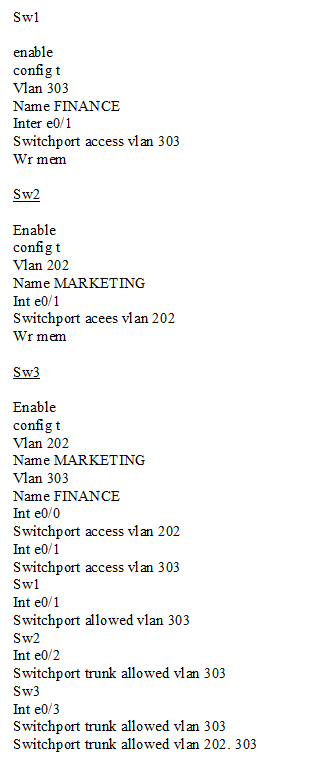 Sw1
enable
config t
Vlan 303
Name FINANCE
Inter e0/1
Switchport access vlan 303
Wr mem
Sw2
Enable
config t
Vlan 202
Name MARKETING
Int e0/1
Switchport acees vlan 202
Wr mem
Sw3
Enable
config t
Vlan 202
Name MARKETING
Vlan 303
Name FINANCE
Int e0/0
Switchport access vlan 202
Int e0/1
Switchport access vlan 303
Sw1
Int e0/1
Switchport allowed vlan 303
Sw2
Int e0/2
Switchport trunk allowed vlan 303
Sw3
Int e0/3
Switchport trunk allowed vlan 303
Switchport trunk allowed vlan 202. 303